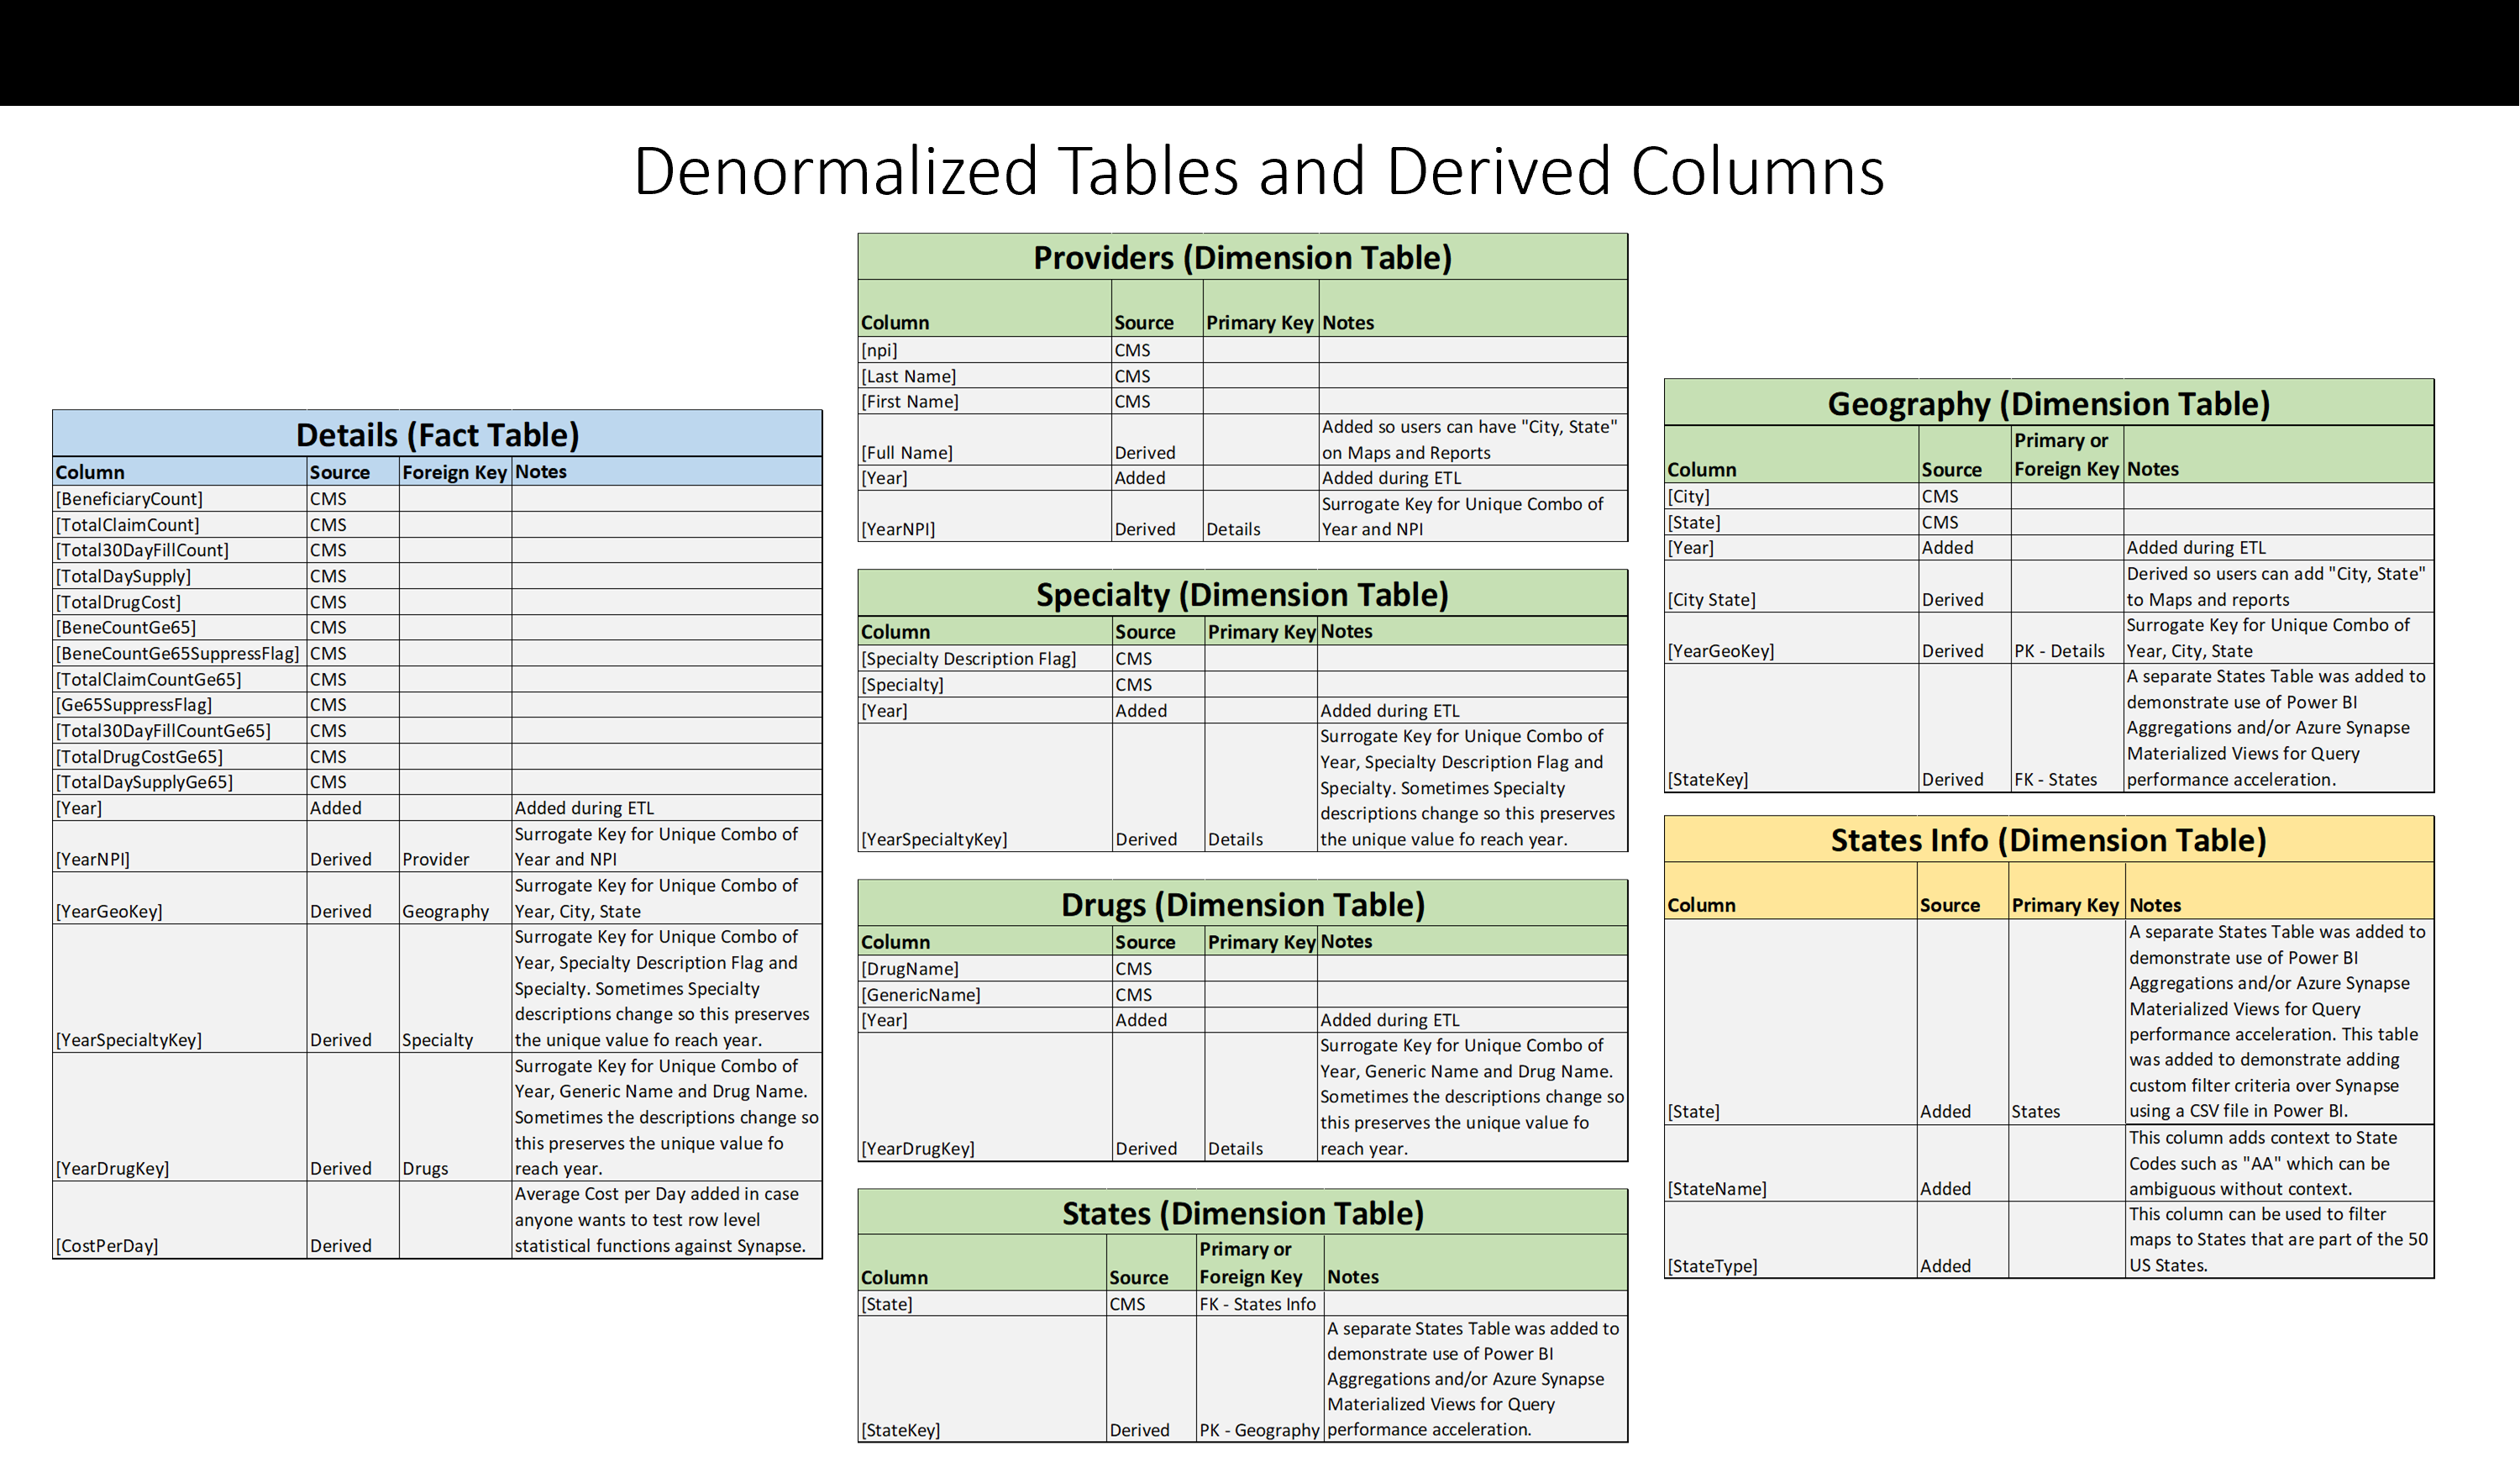 Denormalized Tables and Derived Columns
Details (Fact Table)
Column Source Foreign Key Notes
[BeneficiaryCount] CMS
[TotalClaimCount] CMS
[Total30DayFillCount] CMS
[TotalDaySupply] CMS
[TotalDrugCost] CMS
[BeneCountGe65] CMS
[BeneCountGe65SuppressFlag] CMS
[TotalClaimCountGe65] CMS
[Ge65SuppressFlag] CMS
[Total30DayFillCountGe65] CMS
[TotalDrugCostGe65] CMS
[TotalDaySupplyGe65] CMS
[Year] Added Added during ETL
Surrogate Key for Unique Combo of
[YearNPI] Derived Provider Year and NPI
Surrogate Key for Unique Combo of
[YearGeoKey] Derived Geography Year, City, State
Surrogate Key for Unique Combo of
Year, Specialty Description Flag and
Specialty. Sometimes Specialty
descriptions change so this preserves
[YearSpecialtyKey] Derived Specialty the unique value fo reach year.
Surrogate Key for Unique Combo of
Year, Generic Name and Drug Name.
Sometimes the descriptions change so
this preserves the unique value fo
[YearDrugKey] Derived Drugs reach year.
Average Cost per Day added in case
anyone wants to test row level
[CostPerDay] Derived statistical functions against Synapse.
Providers (Dimension Table)
Column Source Primary Key Notes
[npi] CMS
[Last Name] CMS
[First Name] CMS
Added so users can have "City, State"
[Full Name] Derived on Maps and Reports
[Year] Added Added during ETL
Surrogate Key for Unique Combo of
[YearNPI] Derived Details Year and NPI
Specialty (Dimension Table)
Column Source Primary Key Notes
[Specialty Description Flag] CMS
[Specialty] CMS
[Year] Added Added during ETL
Surrogate Key for Unique Combo of
Year, Specialty Description Flag and
Specialty. Sometimes Specialty
descriptions change so this preserves
[YearSpecialtyKey] Derived Details the unique value fo reach year.
Drugs (Dimension Table)
Column Source Primary Key Notes
[DrugName] CMS
[GenericName] CMS
[Year] Added Added during ETL
Surrogate Key for Unique Combo of
Year, Generic Name and Drug Name.
Sometimes the descriptions change so
this preserves the unique value fo
[YearDrugKey] Derived Details reach year.
States (Dimension Table)
Primary or
Column Source Foreign Key Notes
[State] CMS FK - States Info
A separate States Table was added to
demonstrate use of Power BI
Aggregations and/or Azure Synapse
Materialized Views for Query
[StateKey] Derived PK - Geography performance acceleration.
Geography (Dimension Table)
Primary or
Column Source Foreign Key Notes
[City] CMS
[State] CMS
[Year] Added Added during ETL
Derived so users can add "City, State"
[City State] Derived to Maps and reports
Surrogate Key for Unique Combo of
[YearGeoKey] Derived PK - Details Year, City, State
A separate States Table was added to
demonstrate use of Power BI
Aggregations and/or Azure Synapse
Materialized Views for Query
[StateKey] Derived FK - States performance acceleration.
States Info (Dimension Table)
Column Source Primary Key Notes
A separate States Table was added to
demonstrate use of Power BI
Aggregations and/or Azure Synapse
Materialized Views for Query
performance acceleration. This table
was added to demonstrate adding
custom filter criteria over Synapse
[State] Added States using a CSV file in Power BI.
This column adds context to State
Codes such as "AA" which can be
[StateName] Added ambiguous without context.
This column can be used to filter
maps to States that are part of the 50
[StateType] Added US States.